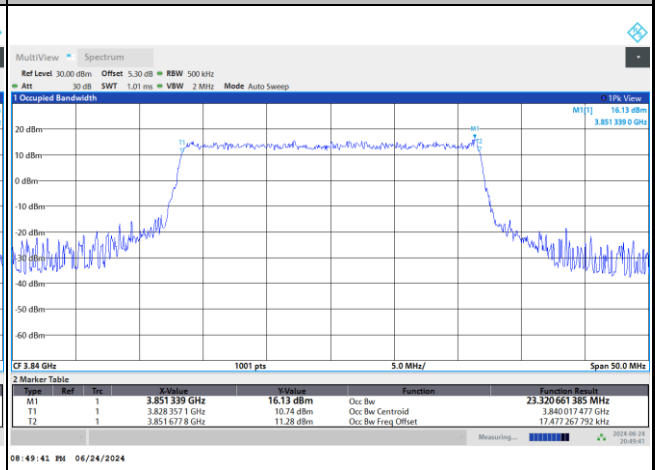 MultiView Spectrum
Ref Level 30.00 dBm Offset 5.30 dB RBW 500 kHz
Att 30 dB SWT 1.01 ms VBW 2 MHz Mode Auto Sweep
1 Occupied Bandwidth 1Pk View
M1[1] 16.13 dBm
3.851 339 0 GHz
M1
20 dBm
T1
T2
10 dBm
0 dBm
-10 dBm
-20 dBm
-30 dBm
-40 dBm
-50 dBm
-60 dBm
CF 3.84 GHz 1001 pts 5.0 MHz/ Span 50.0 MHz
2 Marker Table
Type Ref Trc X-Value Y-Value Function Function Result
M1 1 3.851 339 GHz 16.13 dBm Occ Bw 23.320 661 385 MHz
T1 1 3.828 357 1 GHz 10.74 dBm Occ Bw Centroid 3.840 017 477 GHz
T2 1 3.851 677 8 GHz 11.28 dBm Occ Bw Freq Offset 17.477 267 792 kHz
Measuring... 2024-06-24
20:49:41
08:49:41 PM 06/24/2024